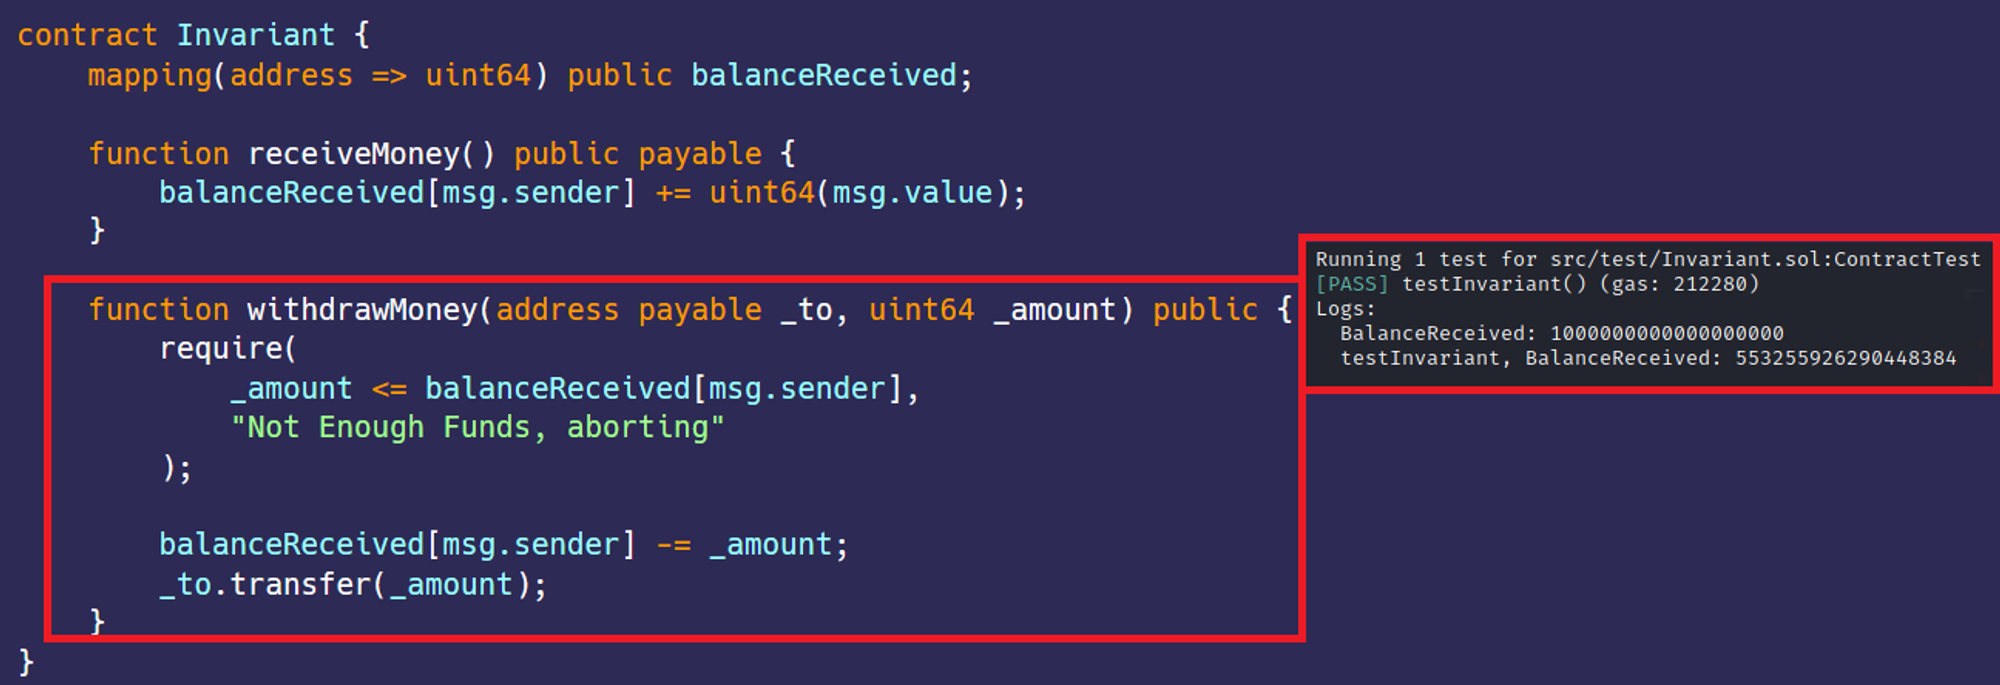 contract Invariant {
    mapping(address => uint64) public balanceReceived;

    function receiveMoney() public payable {
        balanceReceived[msg.sender] += uint64(msg.value);
    }

    function withdrawMoney(address payable _to, uint64 _amount) public {
        require(
            _amount <= balanceReceived[msg.sender],
            "Not Enough Funds, aborting"
        );

        balanceReceived[msg.sender] -= _amount;
        _to.transfer(_amount);
    }
}
Running 1 test for src/test/Invariant.sol:ContractTest
[PASS] testInvariant() (gas: 212280)
Logs:
  BalanceReceived: 1000000000000000000
  testInvariant, BalanceReceived: 553255926290448384